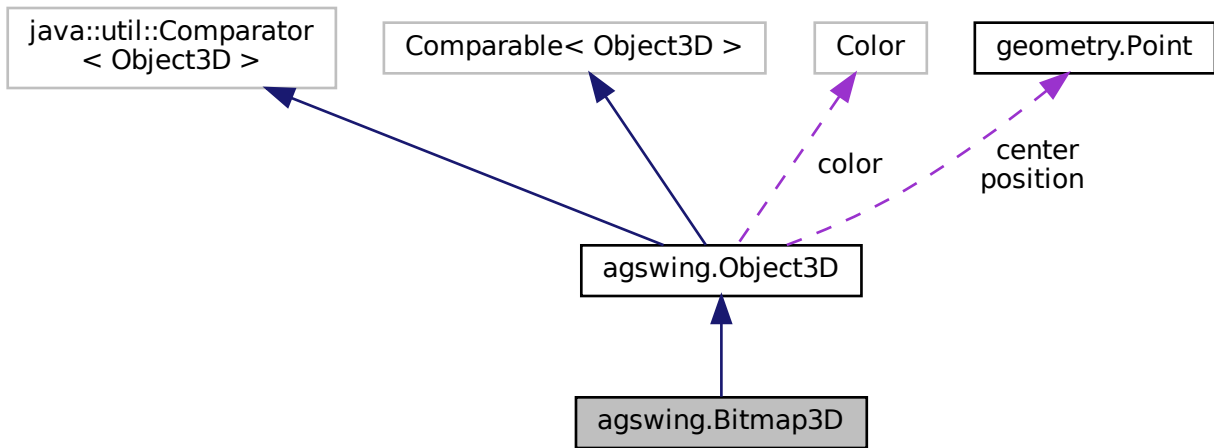 java::util::Comparator
< Object3D >
Comparable< Object3D >
Color
geometry.Point
color
center
position
agswing.Object3D
agswing.Bitmap3D